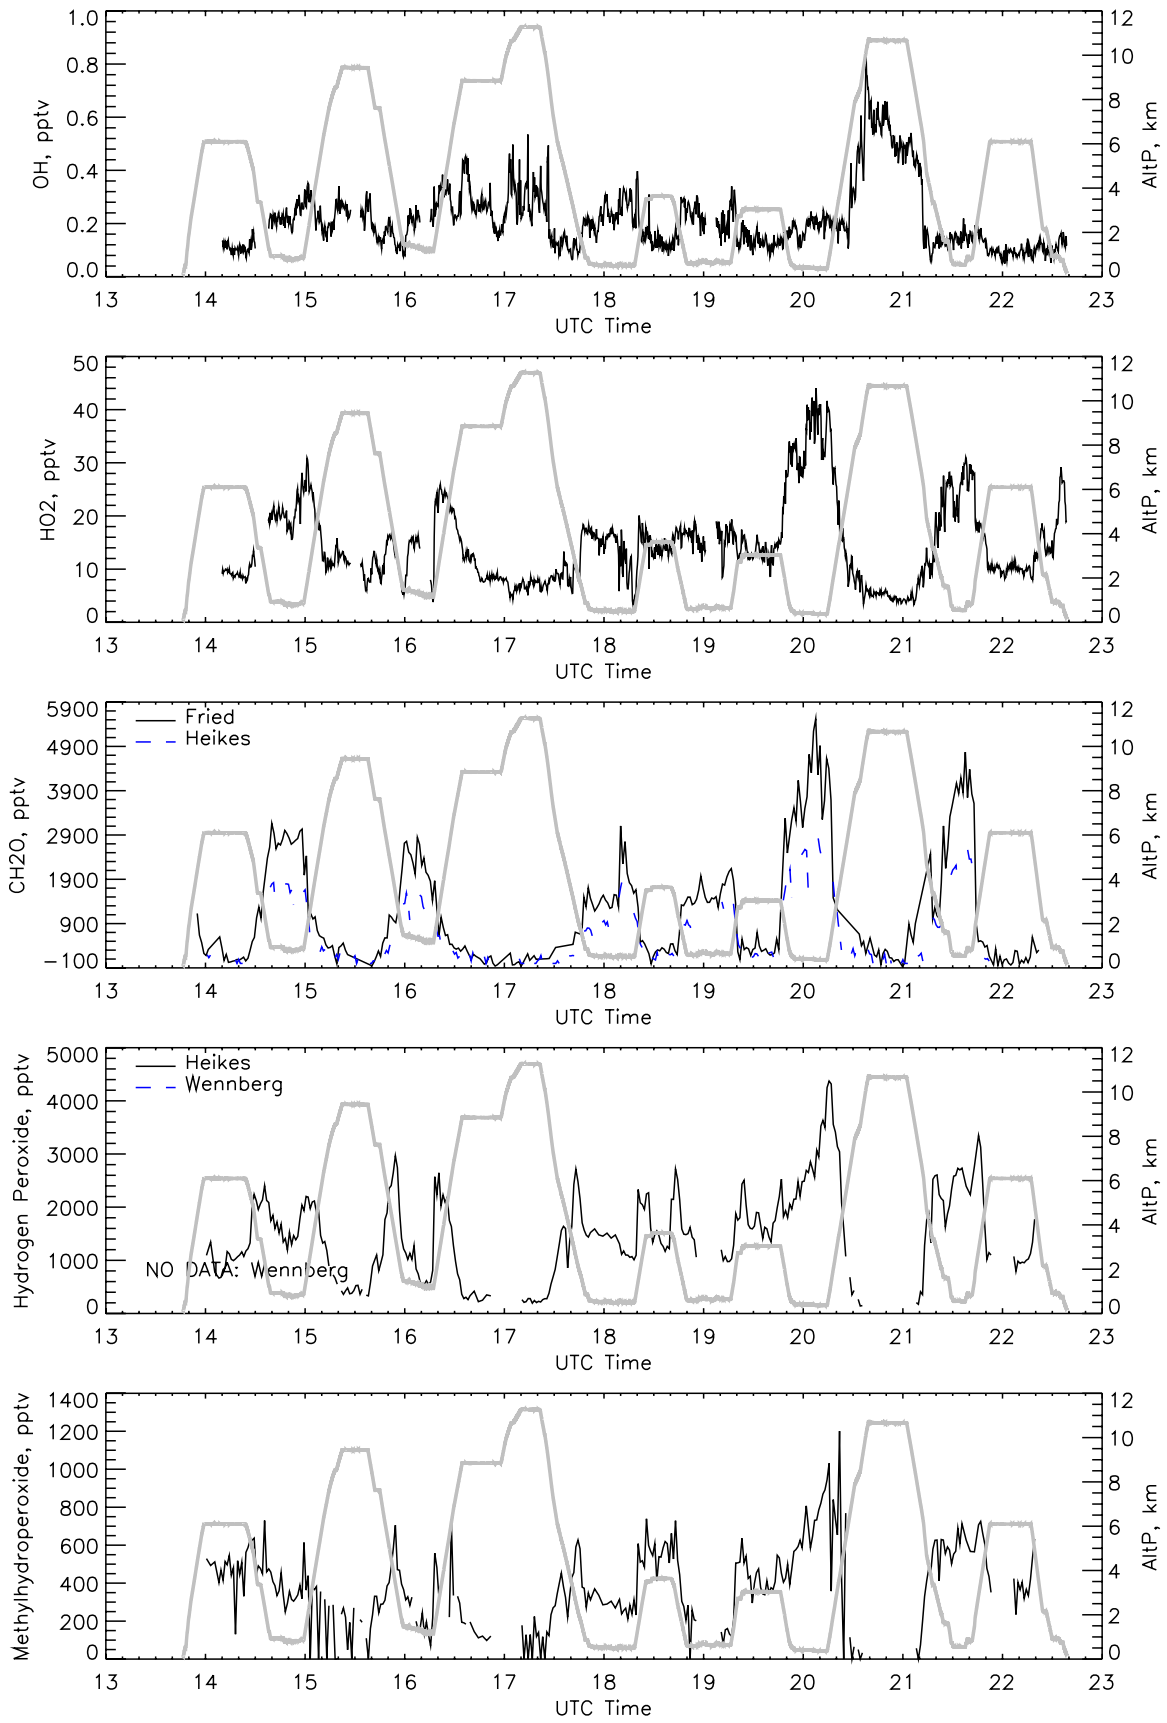 1.0
0.8
0.6
0.4
0.2
0.0
OH, pptv
12
10
8
6
4
2
0
AltP, km
13 14 15 16 17 18 19 20 21 22 23
UTC Time
50
40
30
20
10
0
HO2, pptv
12
10
8
6
4
2
0
AltP, km
13 14 15 16 17 18 19 20 21 22 23
UTC Time
5900
4900
3900
2900
1900
900
−100
CH2O, pptv
Fried
Heikes
12
10
8
6
4
2
0
AltP, km
13 14 15 16 17 18 19 20 21 22 23
UTC Time
5000
4000
3000
2000
1000
0
Hydrogen Peroxide, pptv
Heikes
Wennberg
NO DATA: Wennberg
12
10
8
6
4
2
0
AltP, km
13 14 15 16 17 18 19 20 21 22 23
UTC Time
1400
1200
1000
800
600
400
200
0
Methylhydroperoxide, pptv
12
10
8
6
4
2
0
AltP, km
13 14 15 16 17 18 19 20 21 22 23
UTC Time